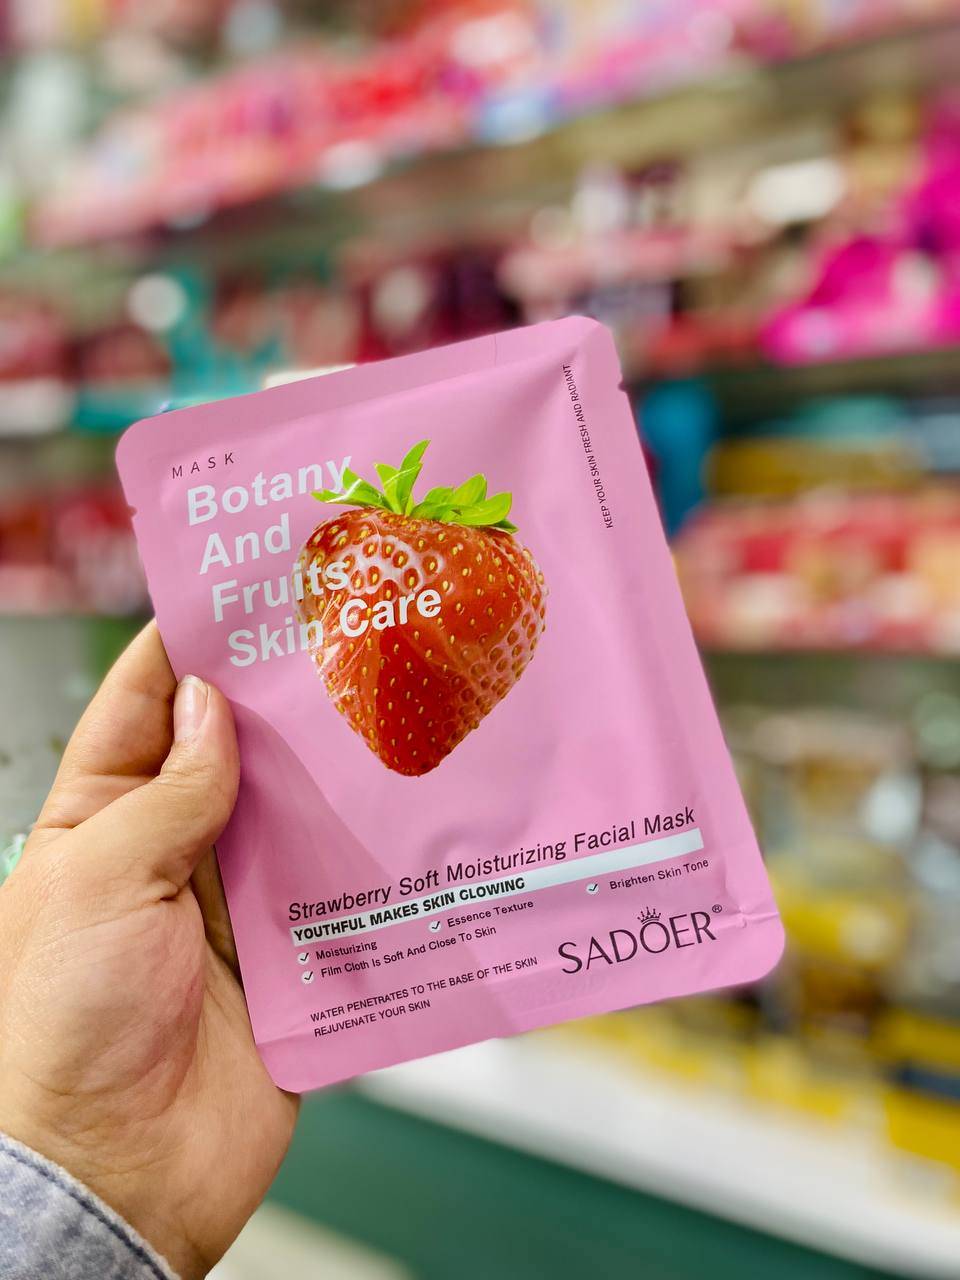 MASK
Botany
And
Fruits
Skin Care
KEEP YOUR SKIN FRESH AND RADIANT
Strawberry Soft Moisturizing Facial Mask
YOUTHFUL MAKES SKIN GLOWING
Moisturizing Essence Texture Brighten Skin Tone
Film Cloth Is Soft And Close To Skin
WATER PENETRATES TO THE BASE OF THE SKIN
REJUVENATE YOUR SKIN
SADOER®